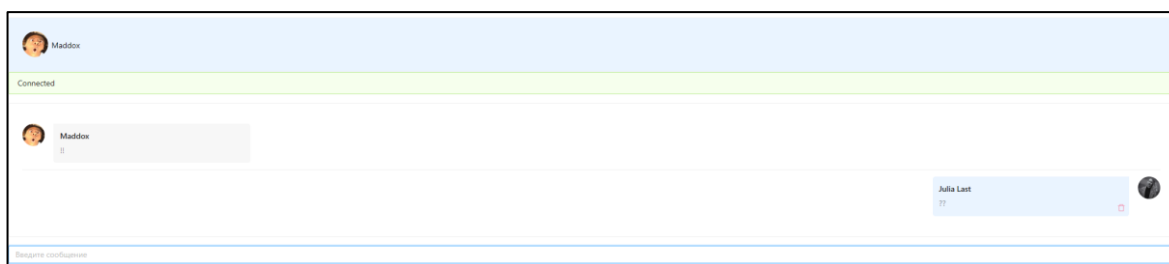 Maddox
Connected
Maddox
Julia Last
??
Введите сообщение